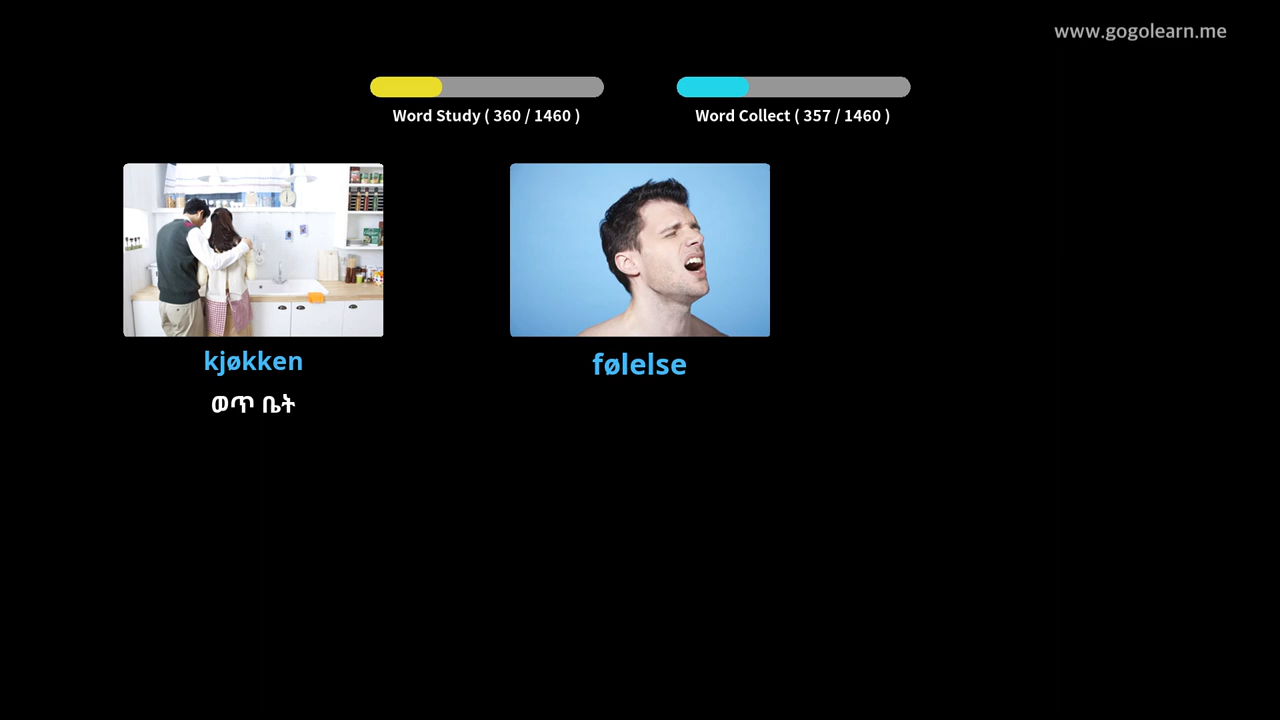 www.gogolearn.me
Word Study ( 360 / 1460 )
Word Collect ( 357 / 1460 )
kjøkken
følelse
ወጥ ቤት